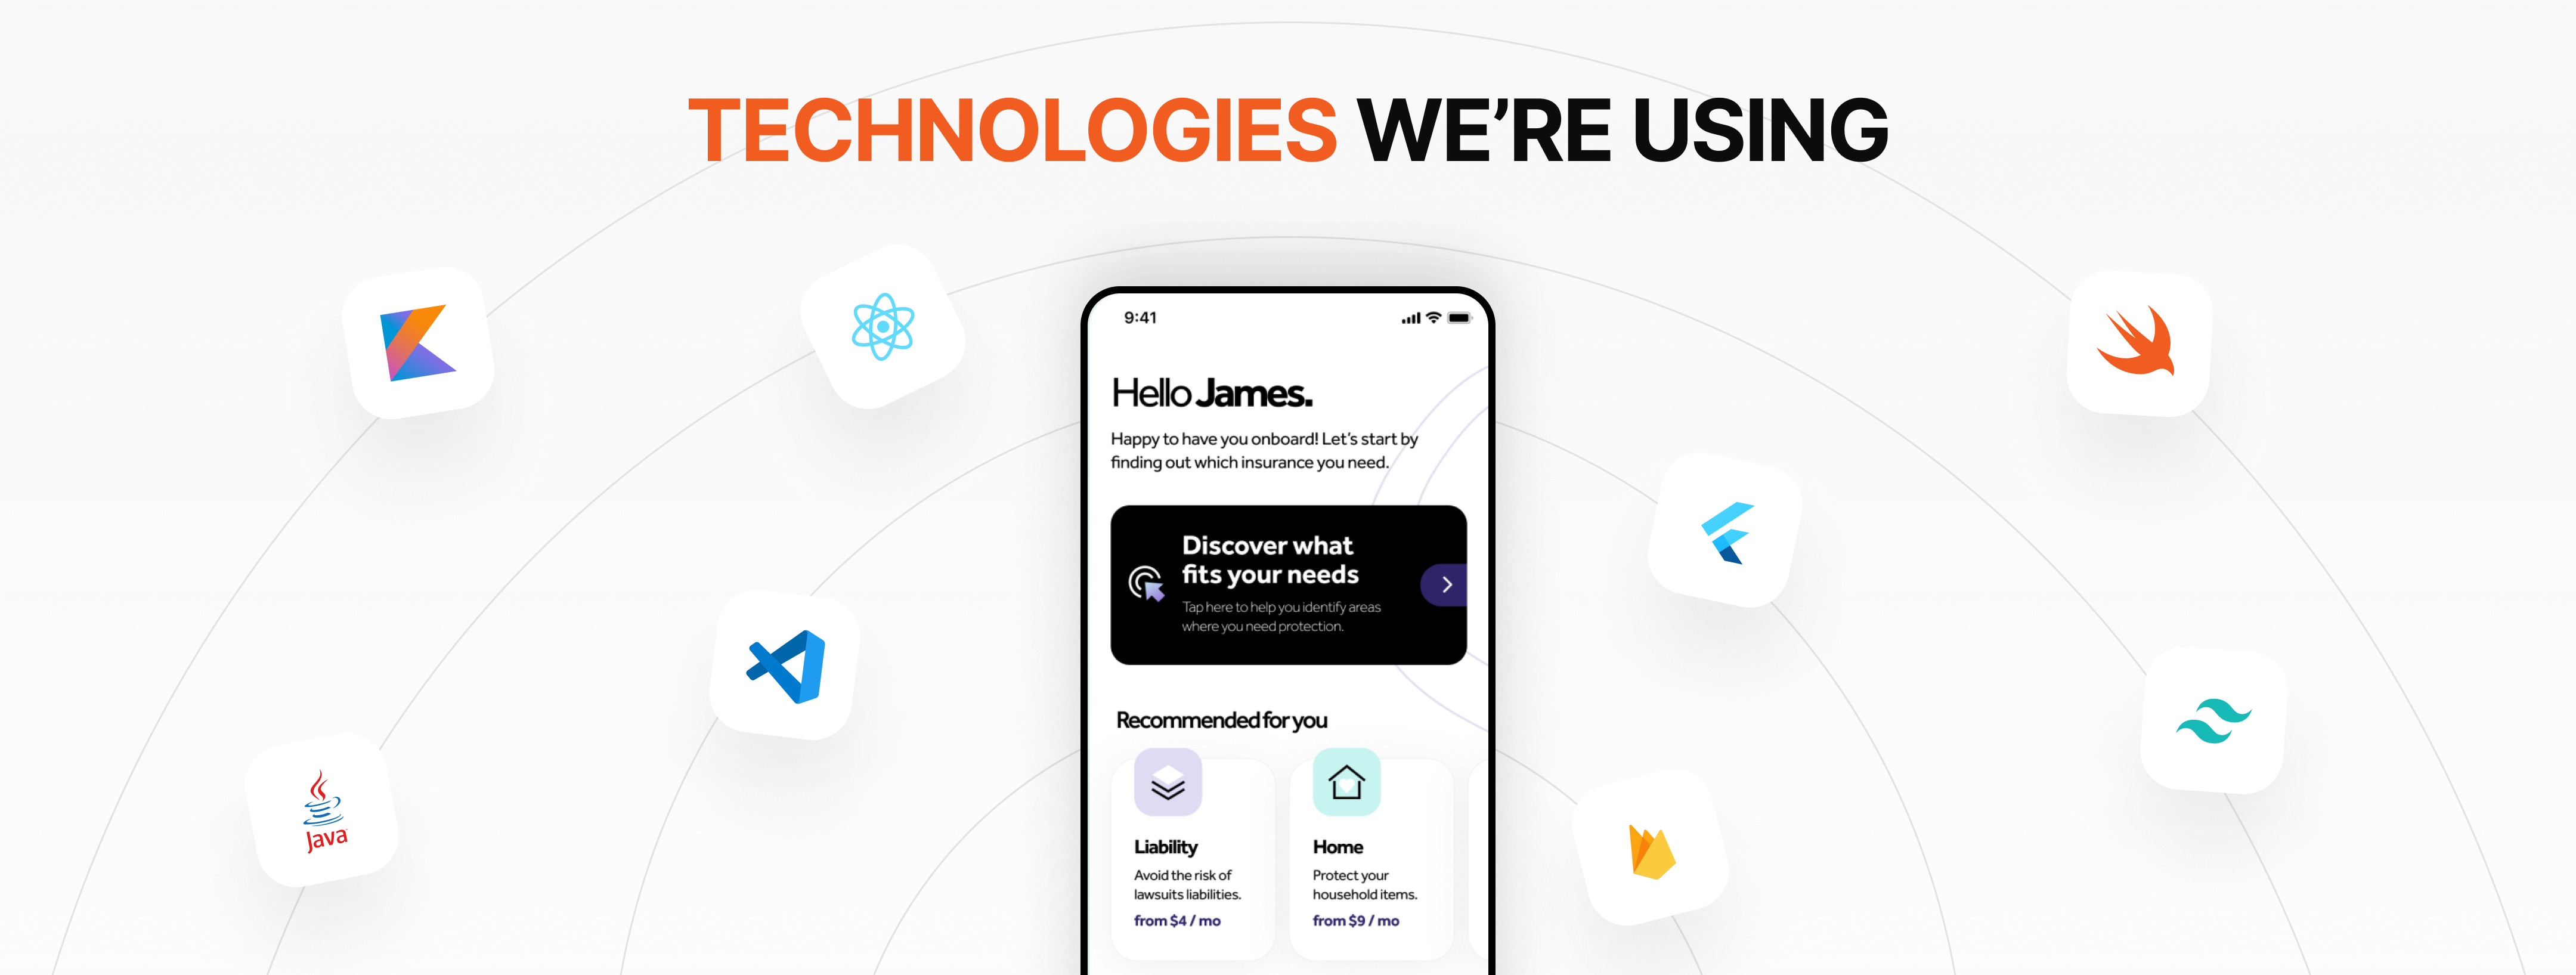 TECHNOLOGIES WE’RE USING
9:41
Hello James.
Happy to have you onboard! Let’s start by
finding out which insurance you need.
Discover what
fits your needs
Tap here to help you identify areas
where you need protection.
Recommended for you
Liability
Avoid the risk of
lawsuits liabilities.
from $4 / mo
Home
Protect your
household items.
from $9 / mo
Java